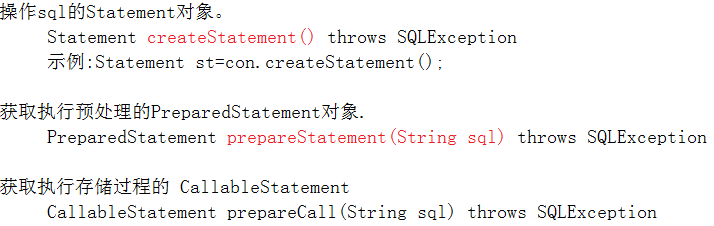 操作sql的Statement对象。
Statement createStatement() throws SQLException
示例:Statement st=con.createStatement();
获取执行预处理的PreparedStatement对象.
PreparedStatement prepareStatement(String sql) throws SQLException
获取执行存储过程的 CallableStatement
CallableStatement prepareCall(String sql) throws SQLException